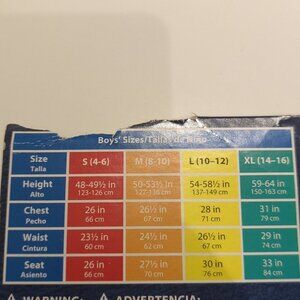 Boys' Sizes/Tallas de Niño
Size S (4-6) M (8-10) L (10-12) XL (14-16)
Talla
Height 48-49½ in 50-53½ in 54-58½ in 59-64 in
Alto 123-126 cm 127-136 cm 137-149 cm 150-163 cm
Chest 26 in 26½ in 28 in 31 in
Pecho 66 cm 67 cm 71 cm 79 cm
Waist 23½ in 24½ in 26½ in 29 in
Cintura 60 cm 62 cm 67 cm 74 cm
Seat 26 in 27½ in 30 in 33 in
Asiento 66 cm 70 cm 76 cm 84 cm
WARNING: ADVERTENCIA: